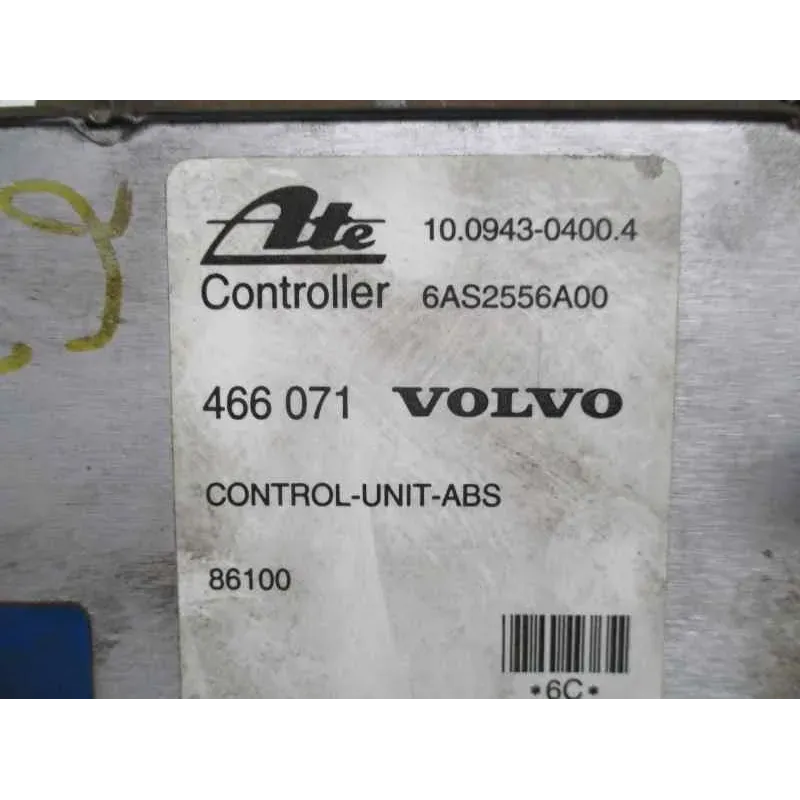 Ate 10.0943-0400.4
Controller 6AS2556A00
466 071 VOLVO
CONTROL-UNIT-ABS
86100
*6C*